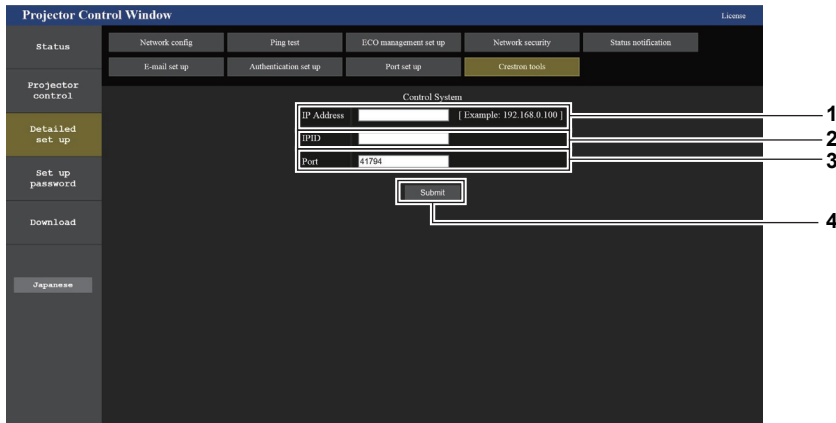 Projector Control Window
License
Status
Projector
control
Detailed
set up
Set up
password
Download
Japanese
Network config
Ping test
ECO management set up
Network security
Status notification
E-mail set up
Authentication set up
Port set up
Crestron tools
Control System
IP Address [ Example: 192.168.0.100 ]
IPID
Port 41794
Submit
1
2
3
4